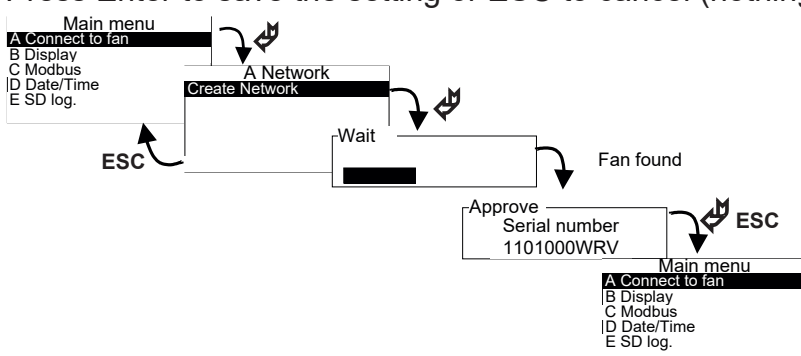 Press Enter to save the setting or ESC to cancel (nothing
Main menu
A Connect to fan
B Display
C Modbus
D Date/Time
E SD log.
A Network
Create Network
ESC
Wait
Fan found
Approve
Serial number
1101000WRV
ESC
Main menu
A Connect to fan
B Display
C Modbus
D Date/Time
E SD log.